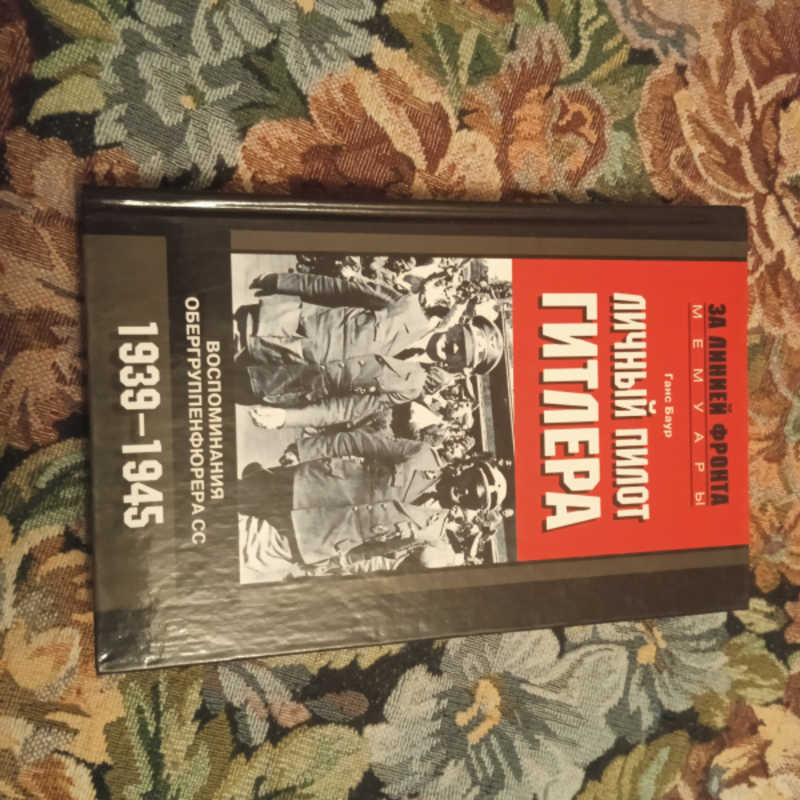 ЗА ЛИНИЕЙ ФРОНТА
МЕМУАРЫ
Ганс Баур
ЛИЧНЫЙ ПИЛОТ
ГИТЛЕРА
ВОСПОМИНАНИЯ
ОБЕРГРУППЕНФЮРЕРА СС
1939–1945